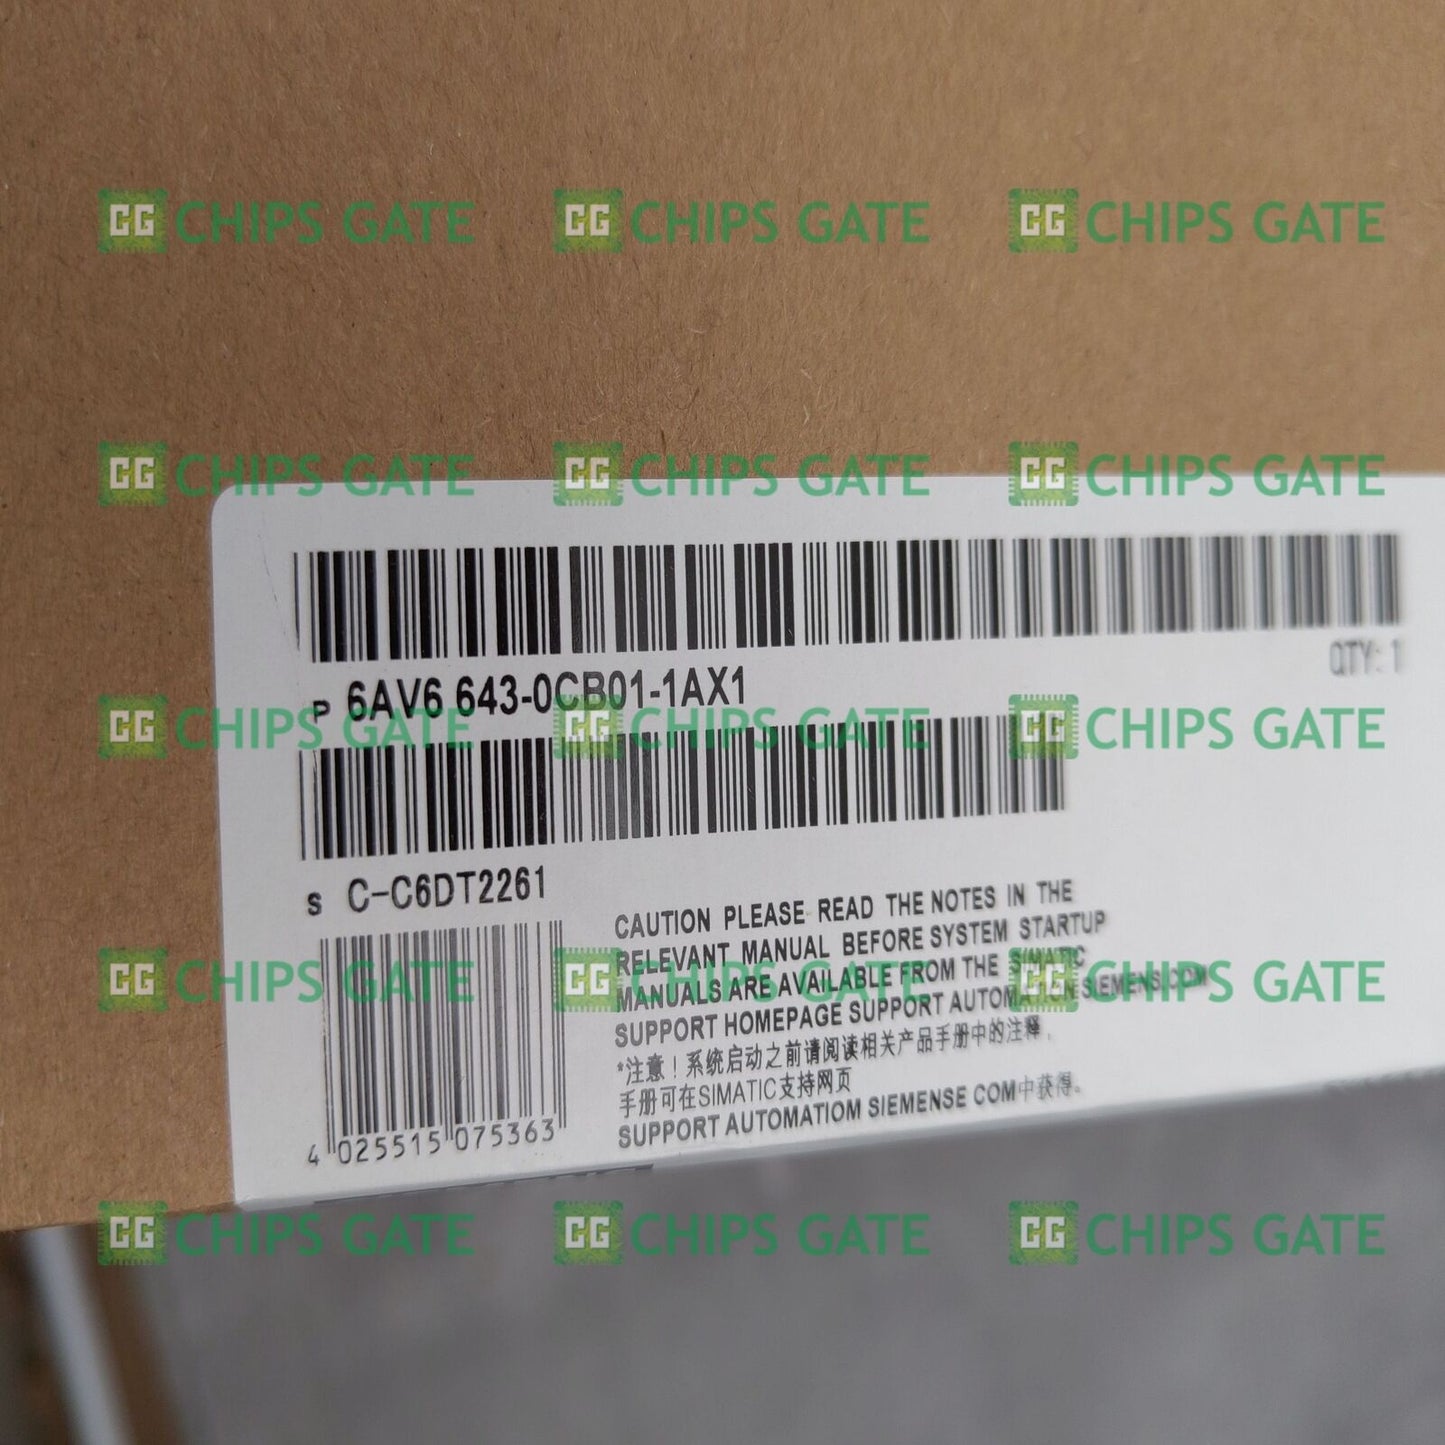 CG CHIPS GATE CG CHIPS GATE CG CHIPS GATE
CG CHIPS GATE CG CHIPS GATE CG CHIPS GATE
QTY: 1
P 6AV6 643-0CB01-1AX1
CG CHIPS GATE CG CHIPS GATE CG CHIPS GATE
S C-C6DT2261
CAUTION PLEASE READ THE NOTES IN THE
RELEVANT MANUAL BEFORE SYSTEM STARTUP
MANUALS ARE AVAILABLE FROM THE SIMATIC
SUPPORT HOMEPAGE SUPPORT AUTOMATION SIEMENS.COM
CG CHIPS GATE CG CHIPS GATE CG CHIPS GATE
*注意！系统启动之前请阅读相关产品手册中的注释，
手册可在SIMATIC支持网页
SUPPORT AUTOMATIOM SIEMENSE COM中获得。
4 025515 075363
CG CHIPS GATE CG CHIPS GATE CG CHIPS GATE